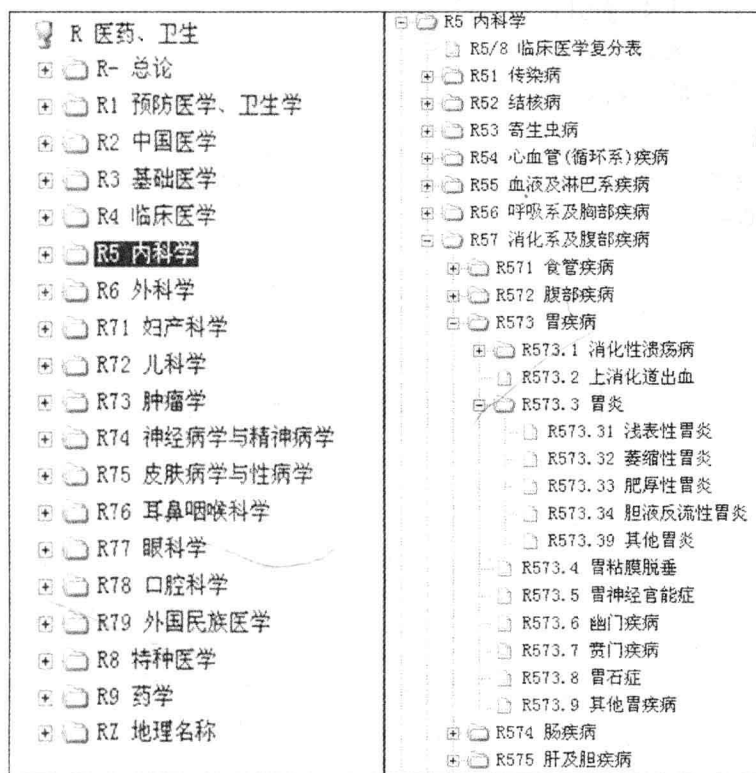 R 医药、卫生
R- 总论
R1 预防医学、卫生学
R2 中国医学
R3 基础医学
R4 临床医学
R5 内科学
R6 外科学
R71 妇产科学
R72 儿科学
R73 肿瘤学
R74 神经病学与精神病学
R75 皮肤病学与性病学
R76 耳鼻咽喉科学
R77 眼科学
R78 口腔科学
R79 外国民族医学
R8 特种医学
R9 药学
RZ 地理名称
R5 内科学
R5/8 临床医学复分表
R51 传染病
R52 结核病
R53 寄生虫病
R54 心血管(循环系)疾病
R55 血液及淋巴系疾病
R56 呼吸系及胸部疾病
R57 消化系及腹部疾病
R571 食管疾病
R572 腹部疾病
R573 胃疾病
R573.1 消化性溃疡病
R573.2 上消化道出血
R573.3 胃炎
R573.31 浅表性胃炎
R573.32 萎缩性胃炎
R573.33 肥厚性胃炎
R573.34 胆液反流性胃炎
R573.39 其他胃炎
R573.4 胃粘膜脱垂
R573.5 胃神经官能症
R573.6 幽门疾病
R573.7 贲门疾病
R573.8 胃石症
R573.9 其他胃疾病
R574 肠疾病
R575 肝及胆疾病